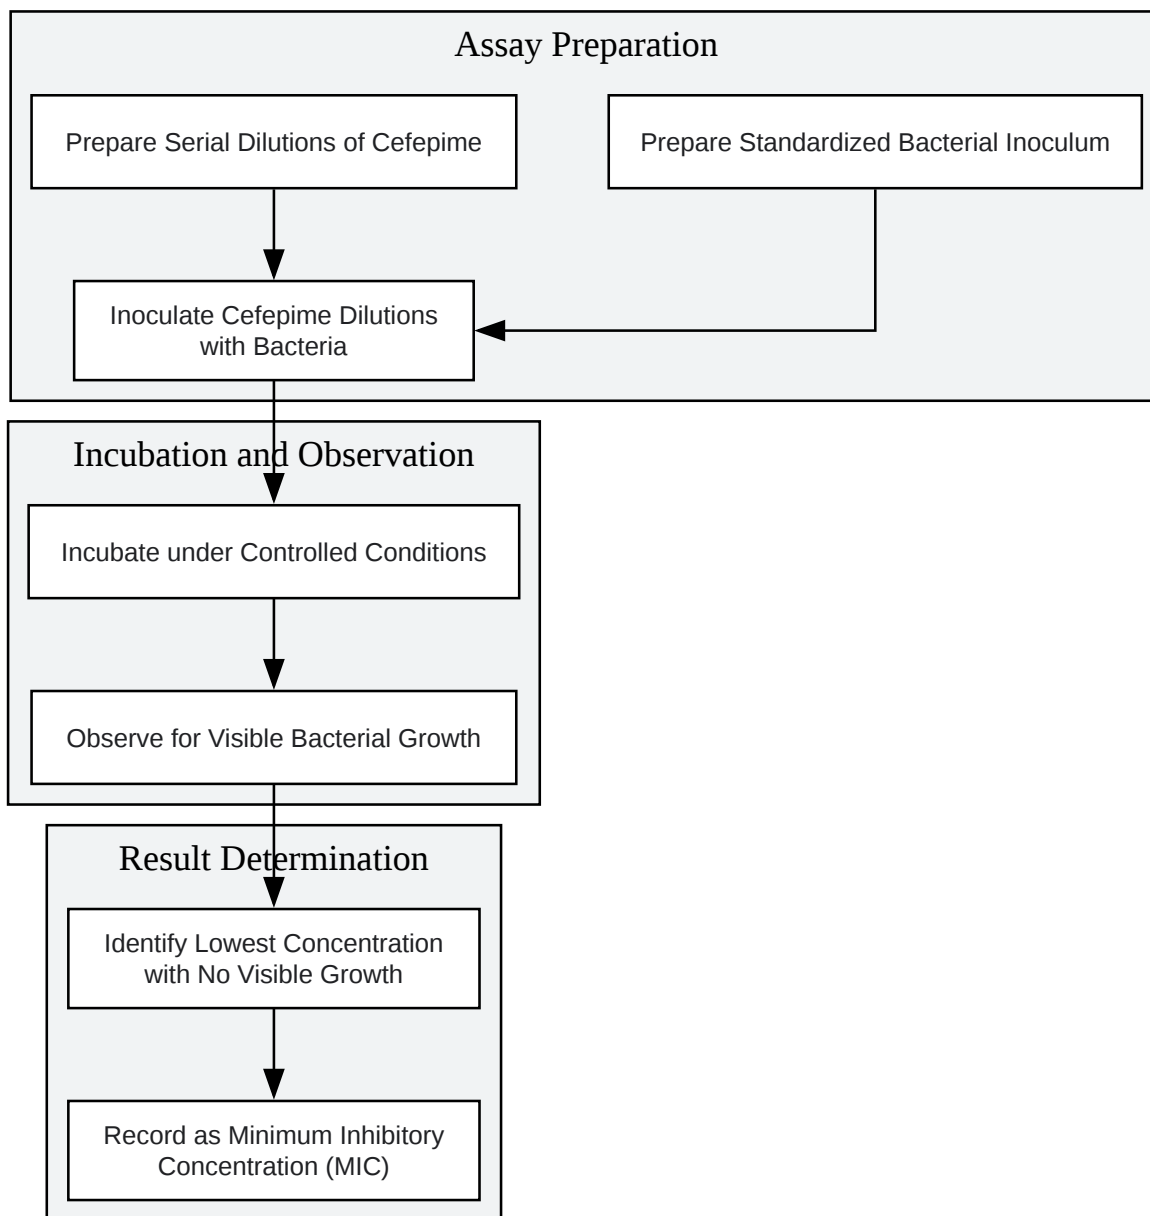 Assay Preparation
Prepare Serial Dilutions of Cefepime
Prepare Standardized Bacterial Inoculum
Inoculate Cefepime Dilutions
with Bacteria
Incubation and Observation
Incubate under Controlled Conditions
Observe for Visible Bacterial Growth
Result Determination
Identify Lowest Concentration
with No Visible Growth
Record as Minimum Inhibitory
Concentration (MIC)